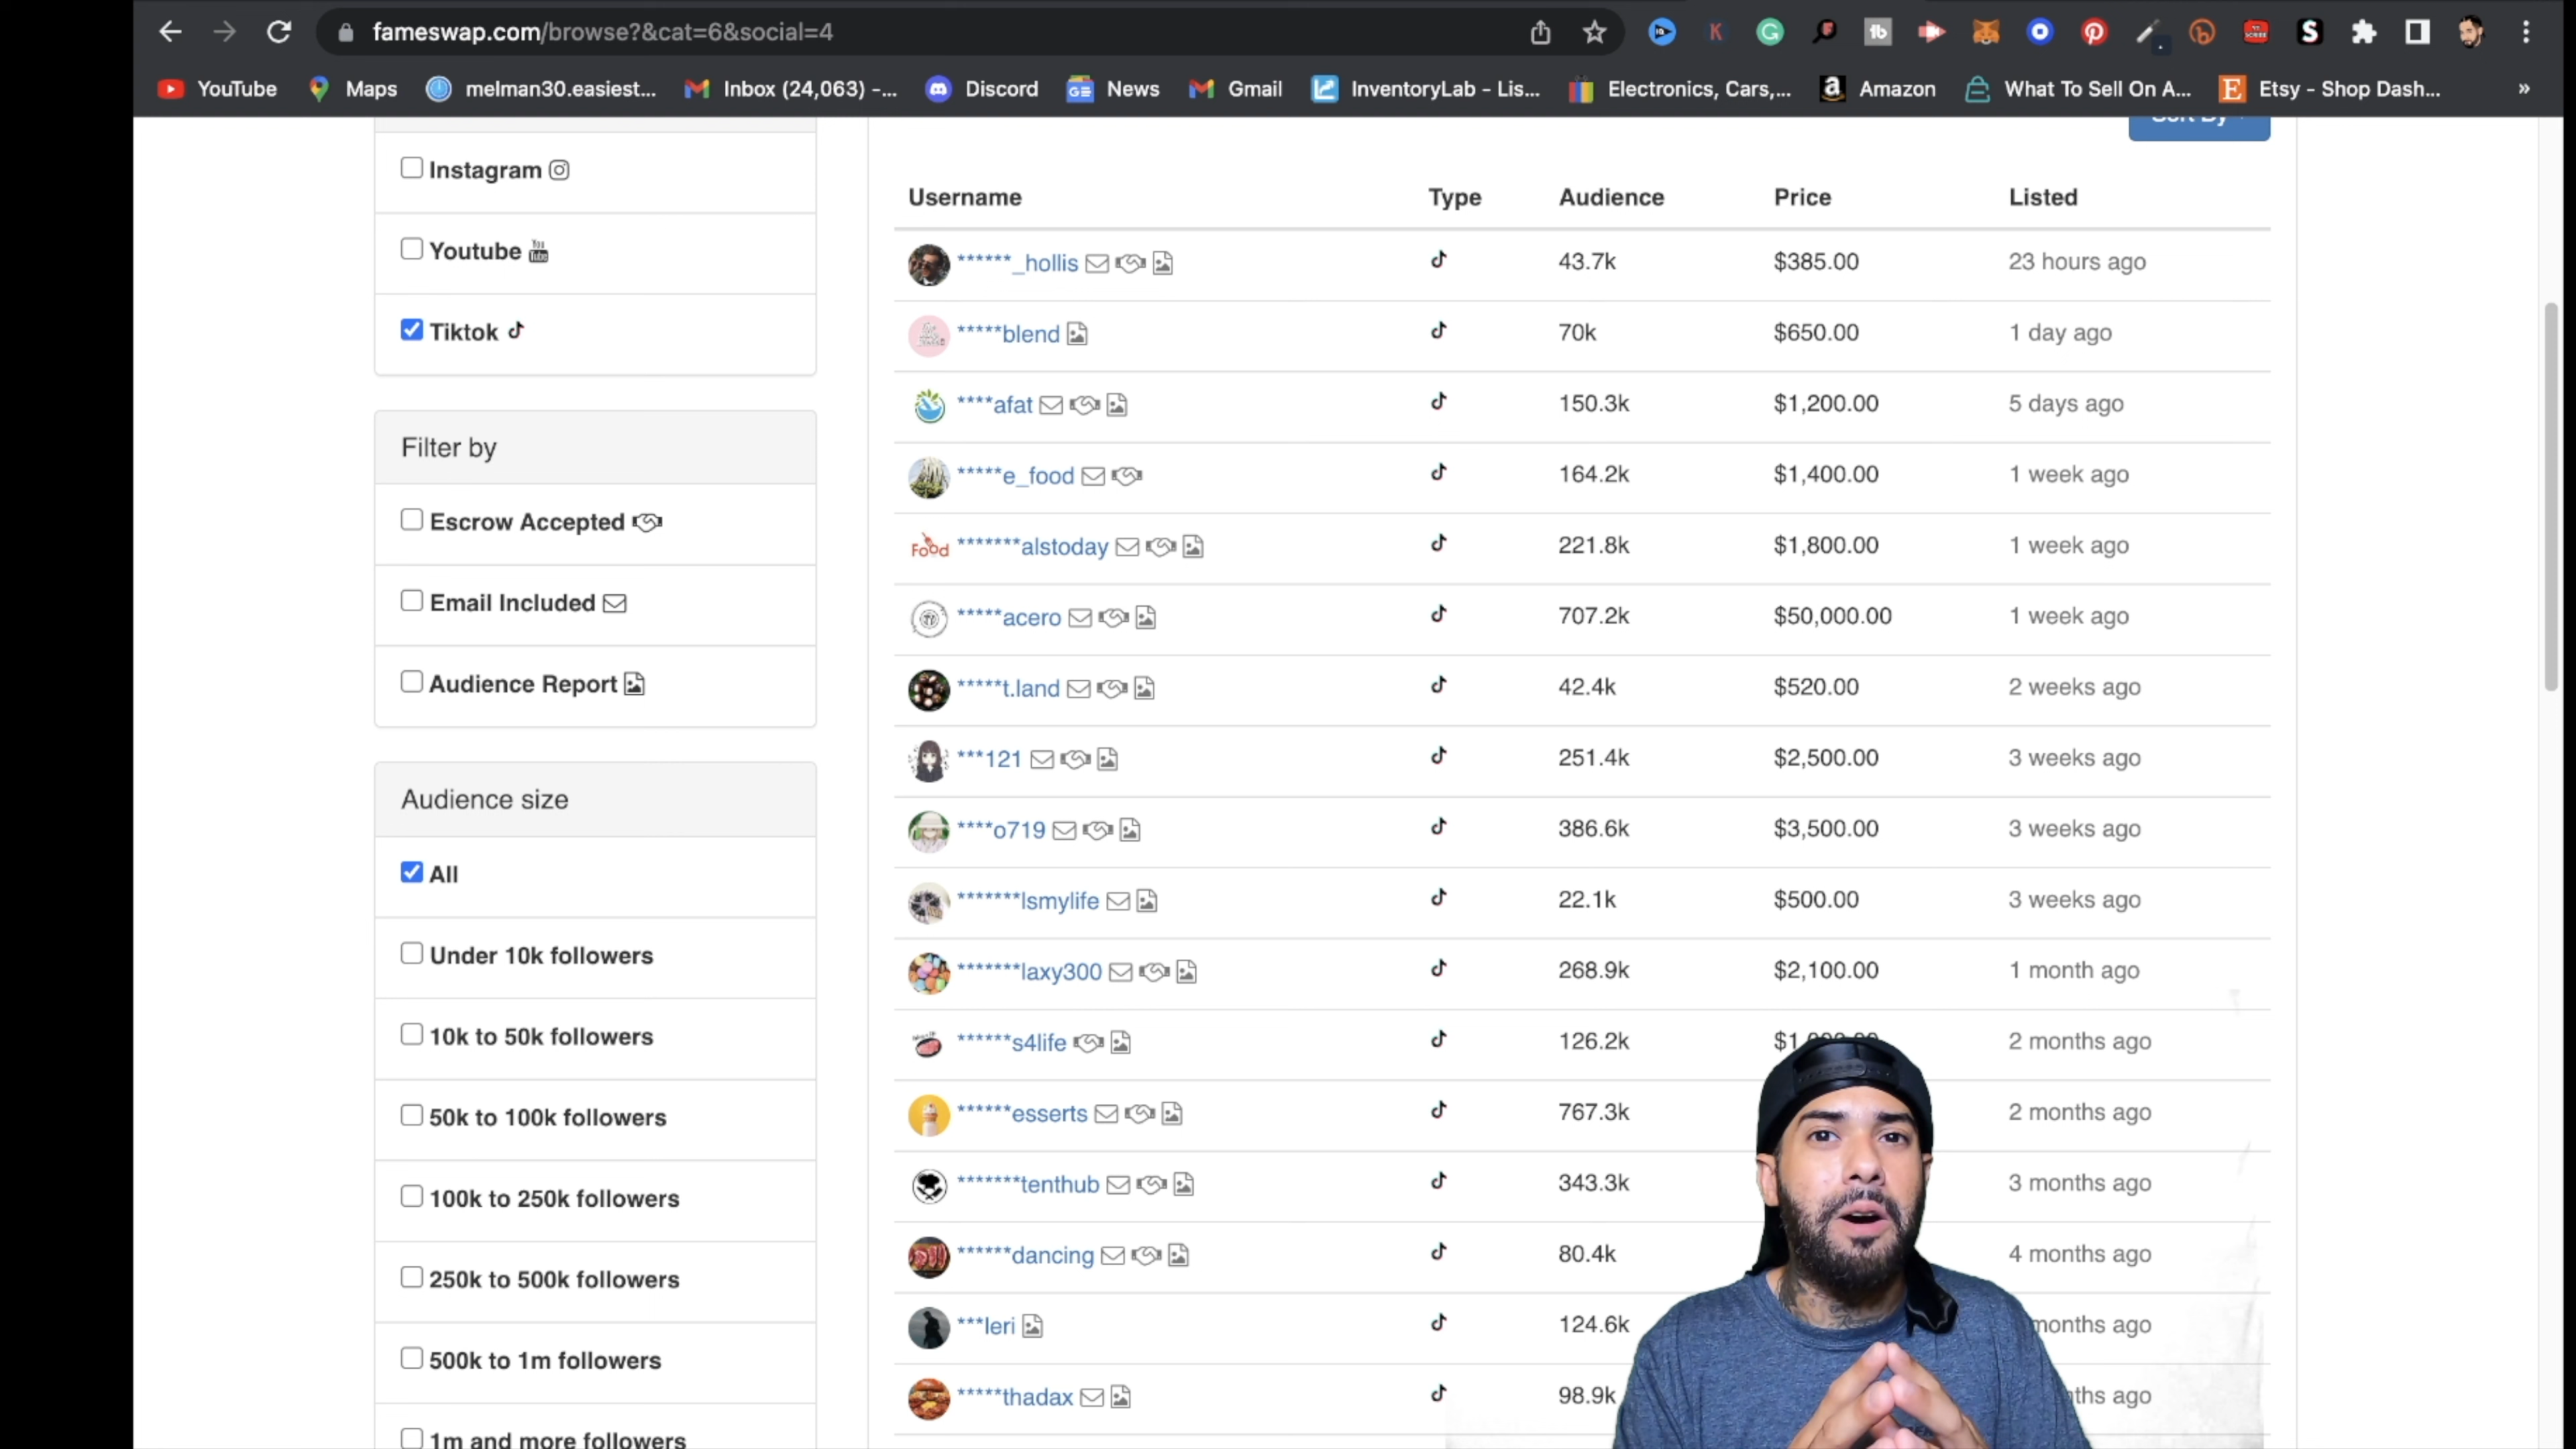 fameswap.com/browse?&cat=6&social=4
YouTube Maps melman30.easiest... Inbox (24,063) -... Discord News Gmail InventoryLab - Lis... Electronics, Cars,... Amazon What To Sell On A... Etsy - Shop Dash... »
Sort By
Instagram
Youtube
Tiktok
Filter by
Escrow Accepted
Email Included
Audience Report
Audience size
All
Under 10k followers
10k to 50k followers
50k to 100k followers
100k to 250k followers
250k to 500k followers
500k to 1m followers
1m and more followers
Username Type Audience Price Listed
******_hollis 43.7k $385.00 23 hours ago
*****blend 70k $650.00 1 day ago
****afat 150.3k $1,200.00 5 days ago
*****e_food 164.2k $1,400.00 1 week ago
Food *******alstoday 221.8k $1,800.00 1 week ago
*****acero 707.2k $50,000.00 1 week ago
*****t.land 42.4k $520.00 2 weeks ago
***121 251.4k $2,500.00 3 weeks ago
****o719 386.6k $3,500.00 3 weeks ago
*******lsmylife 22.1k $500.00 3 weeks ago
*******laxy300 268.9k $2,100.00 1 month ago
******s4life 126.2k 2 months ago
******esserts 767.3k 2 months ago
*******tenthub 343.3k 3 months ago
******dancing 80.4k 4 months ago
***leri 124.6k months ago
*****thadax 98.9k ago